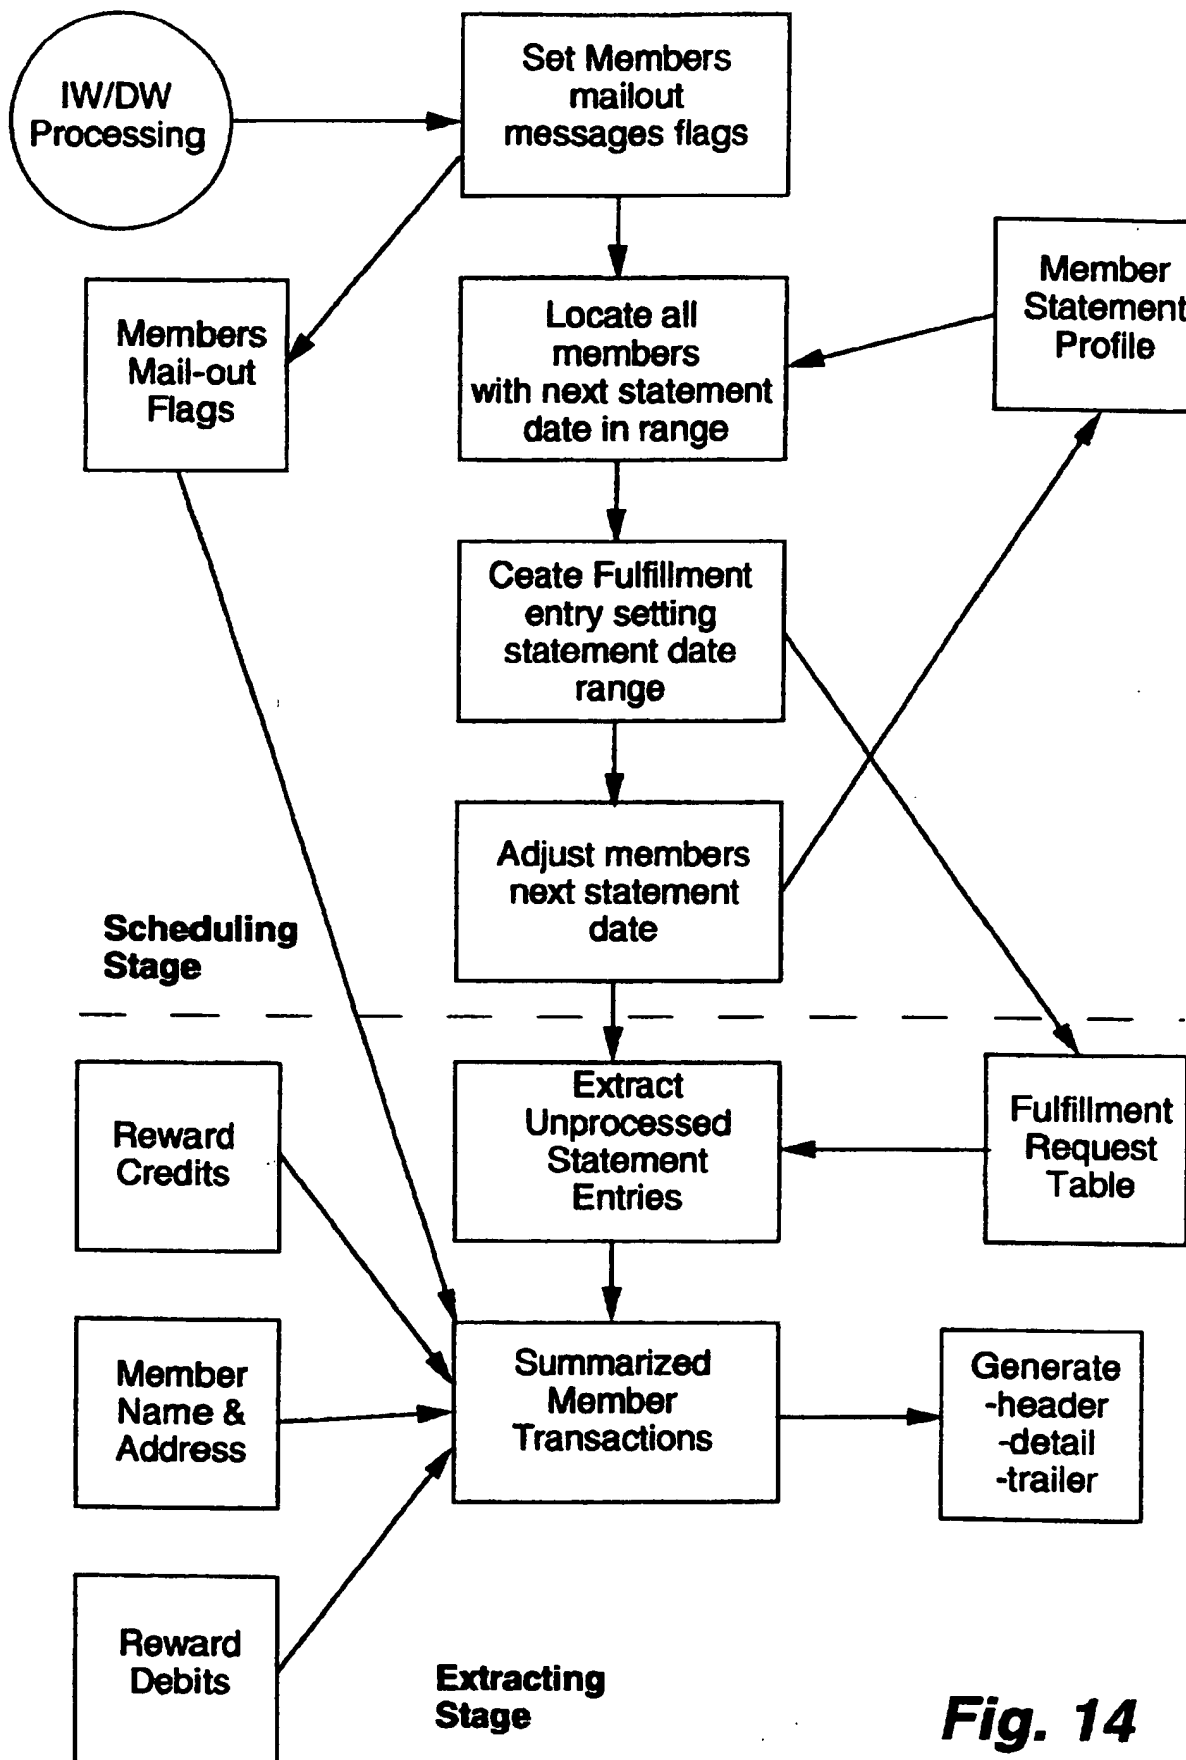 IW/DW
Processing
Set Members
mailout
messages flags
Members
Mail-out
Flags
Locate all
members
with next statement
date in range
Member
Statement
Profile
Ceate Fulfillment
entry setting
statement date
range
Adjust members
next statement
date
Scheduling
Stage
Reward
Credits
Extract
Unprocessed
Statement
Entries
Fulfillment
Request
Table
Member
Name &
Address
Summarized
Member
Transactions
Generate
-header
-detail
-trailer
Reward
Debits
Extracting
Stage
Fig. 14